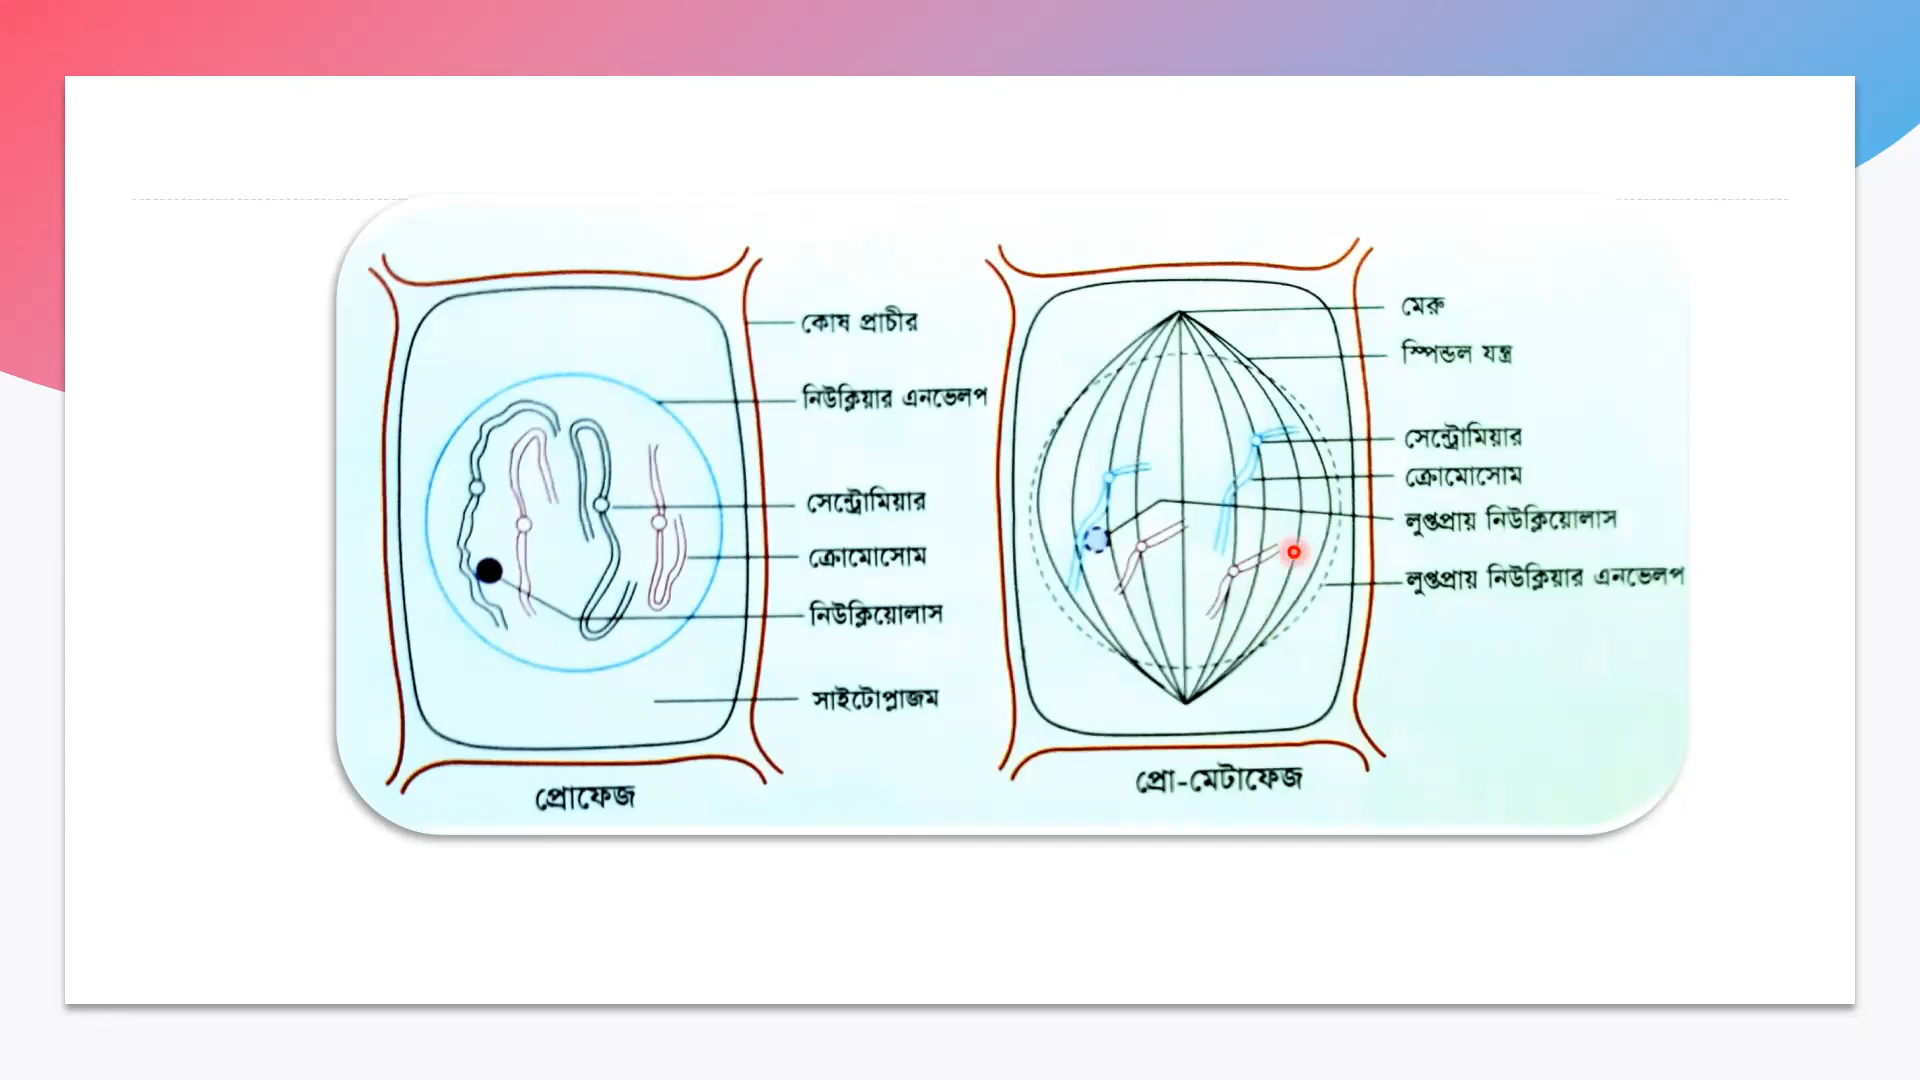 কোষ প্রাচীর
নিউক্লিয়ার এনভেলপ
সেন্ট্রোমিয়ার
ক্রোমোসোম
নিউক্লিয়োলাস
সাইটোপ্লাজম
প্রোফেজ
মেরু
স্পিন্ডল যন্ত্র
সেন্ট্রোমিয়ার
ক্রোমোসোম
লুপ্তপ্রায় নিউক্লিয়োলাস
লুপ্তপ্রায় নিউক্লিয়ার এনভেলপ
প্রো-মেটাফেজ